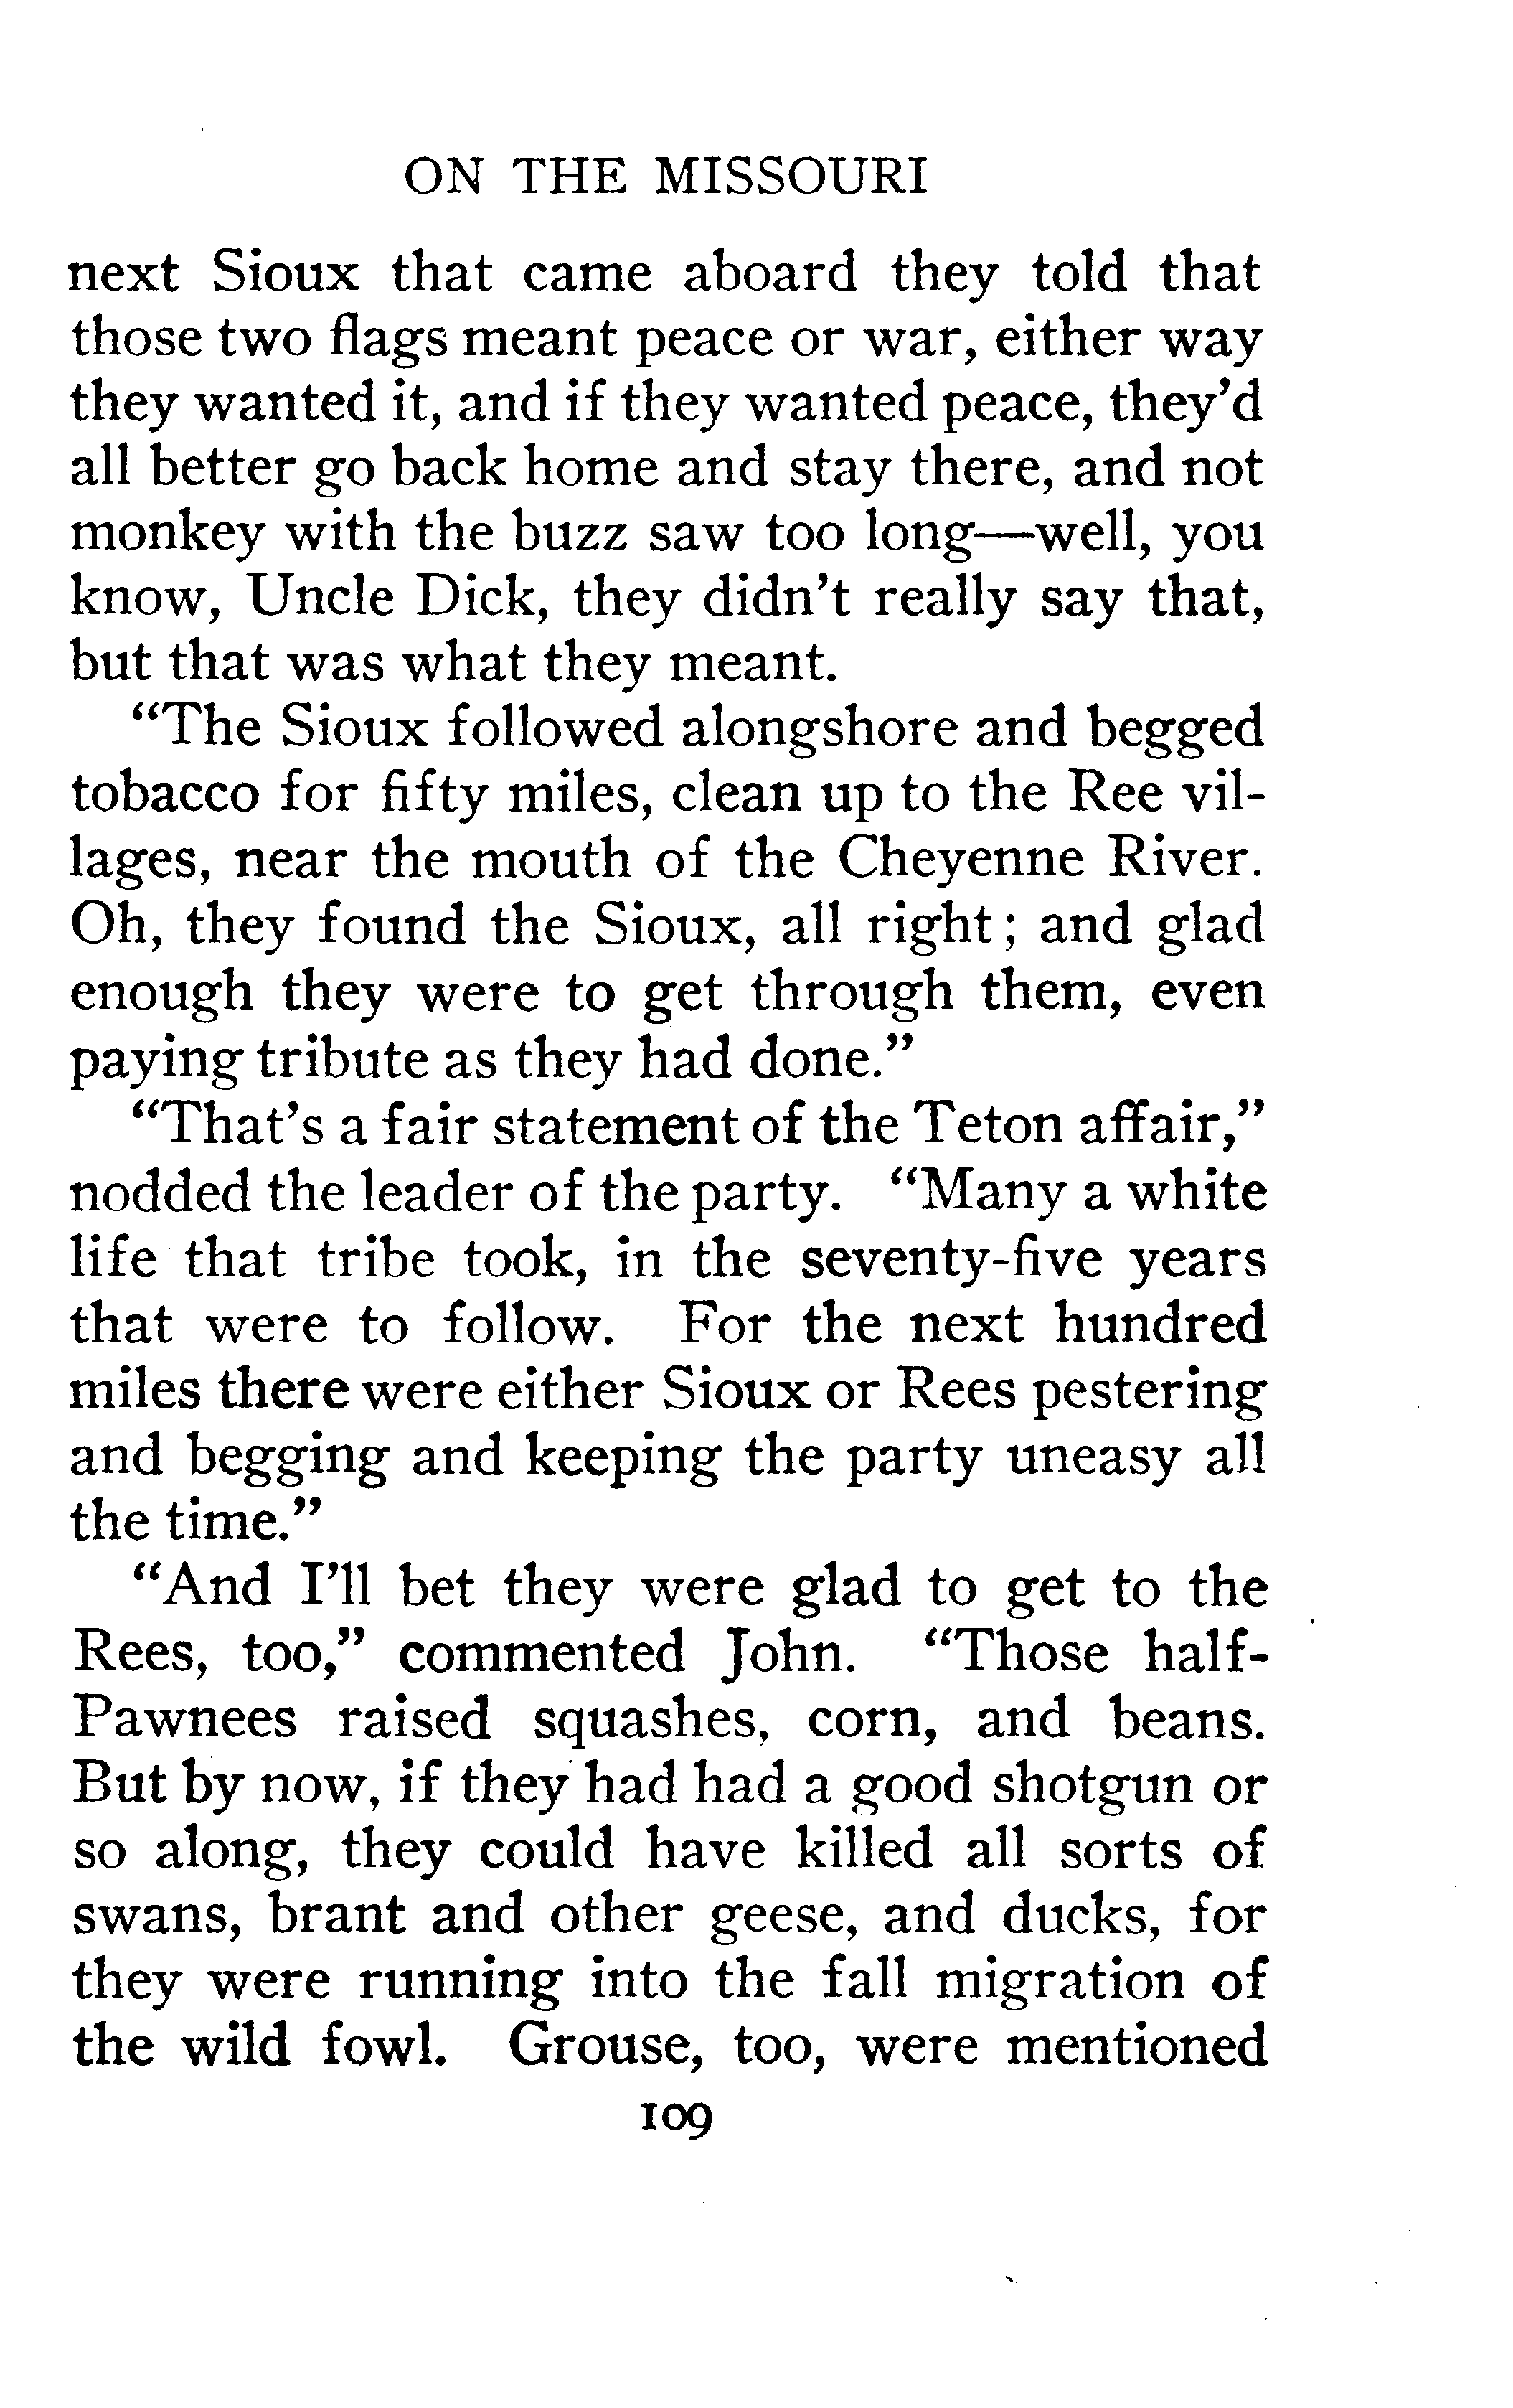 ON THE MISSOURI
next Sioux that came aboard they told that
those two flags meant peace or war, either way
they wanted it, and if they wanted peace, they'd
all better go back home and stay there, and not
monkey with the buzz saw too long—well, you
know, Uncle Dick, they didn't really say that,
but that was what they meant.
"The Sioux followed alongshore and begged
tobacco for fifty miles, clean up to the Ree vil-
lages, near the mouth of the Cheyenne River.
Oh, they found the Sioux, all right; and glad
enough they were to get through them, even
paying tribute as they had done."
"That's a fair statement of the Teton affair,"
nodded the leader of the party. "Many a white
life that tribe took, in the seventy-five years
that were to follow. For the next hundred
miles there were either Sioux or Rees pestering
and begging and keeping the party uneasy all
the time."
"And I'll bet they were glad to get to the
Rees, too," commented John. "Those half-
Pawnees raised squashes, corn, and beans.
But by now, if they had had a good shotgun or
so along, they could have killed all sorts of
swans, brant and other geese, and ducks, for
they were running into the fall migration of
the wild fowl. Grouse, too, were mentioned
109